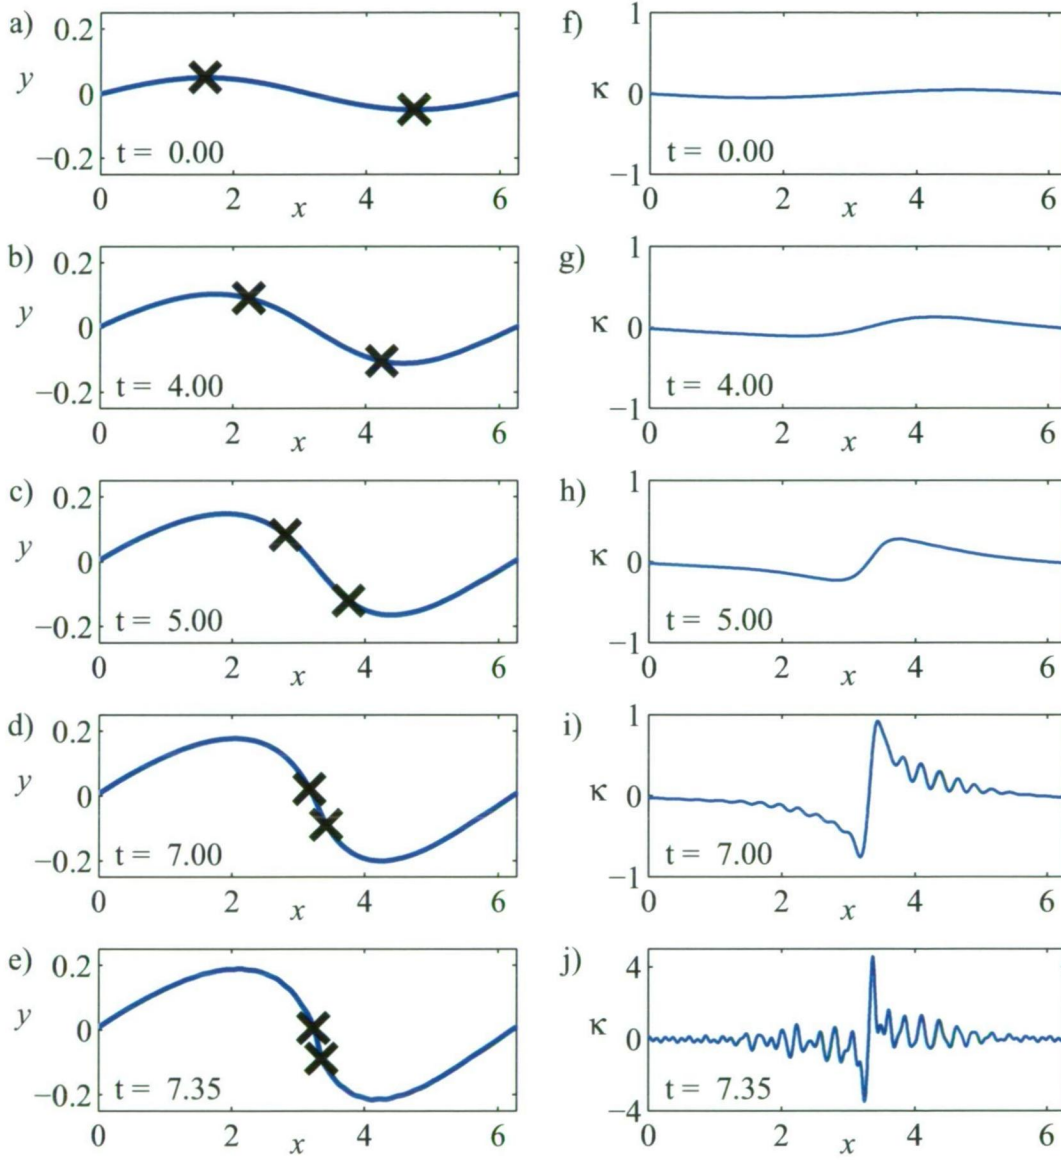 a) 0.2 f) 1
y 0 κ 0
−0.2 t = 0.00 −1 t = 0.00
0 2 x 4 6 0 2 x 4 6
b) 0.2 g) 1
y 0 κ 0
−0.2 t = 4.00 −1 t = 4.00
0 2 x 4 6 0 2 x 4 6
c) 0.2 h) 1
y 0 κ 0
−0.2 t = 5.00 −1 t = 5.00
0 2 x 4 6 0 2 x 4 6
d) 0.2 i) 1
y 0 κ 0
−0.2 t = 7.00 −1 t = 7.00
0 2 x 4 6 0 2 x 4 6
e) 0.2 j) 4
y 0 κ 0
−0.2 t = 7.35 −4 t = 7.35
0 2 x 4 6 0 2 x 4 6